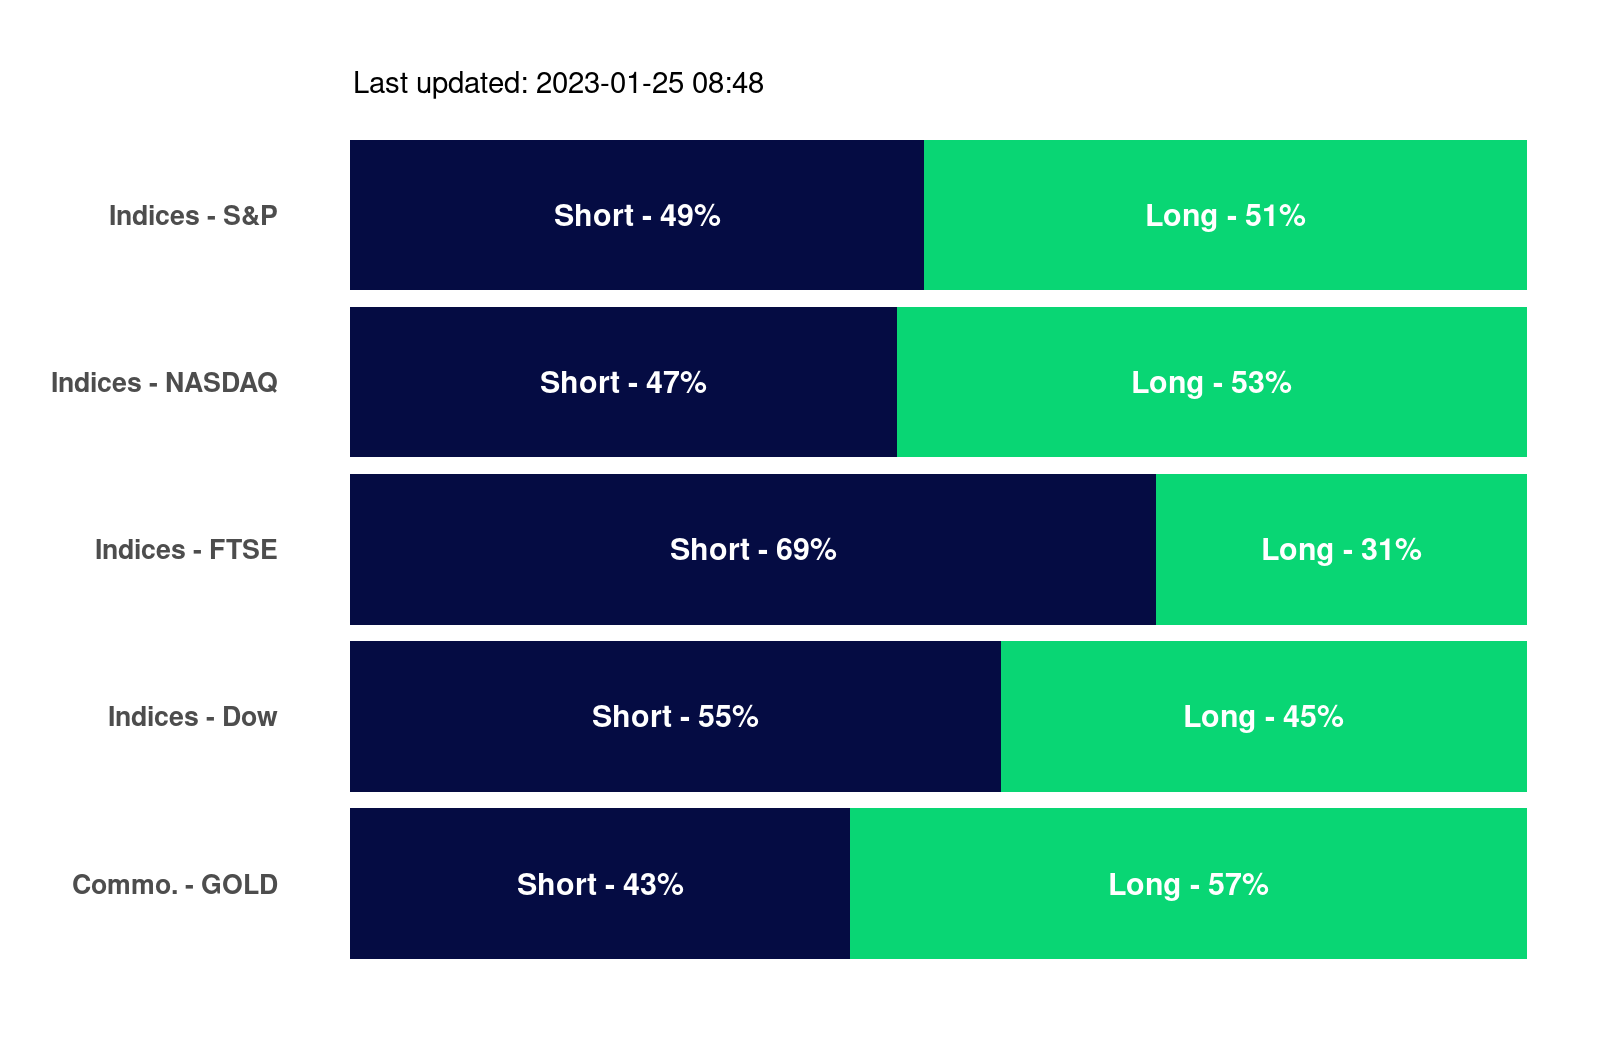 Last updated: 2023-01-25 08:48
Indices - S&P Short - 49% Long - 51%
Indices - NASDAQ Short - 47% Long - 53%
Indices - FTSE Short - 69% Long - 31%
Indices - Dow Short - 55% Long - 45%
Commo. - GOLD Short - 43% Long - 57%